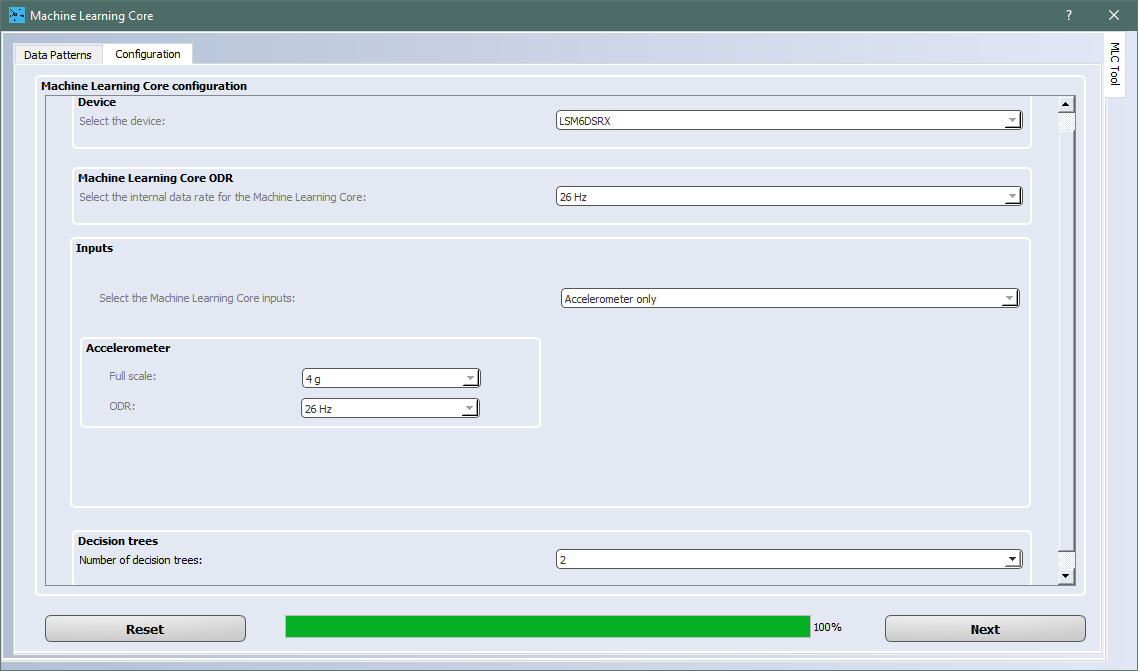 Machine Learning Core
?
Data Patterns
Configuration
MLC Tool
Machine Learning Core configuration
Device
Select the device:
LSM6DSRX
Machine Learning Core ODR
Select the internal data rate for the Machine Learning Core:
26 Hz
Inputs
Select the Machine Learning Core inputs:
Accelerometer only
Accelerometer
Full scale:
4 g
ODR:
26 Hz
Decision trees
Number of decision trees:
2
Reset
100%
Next